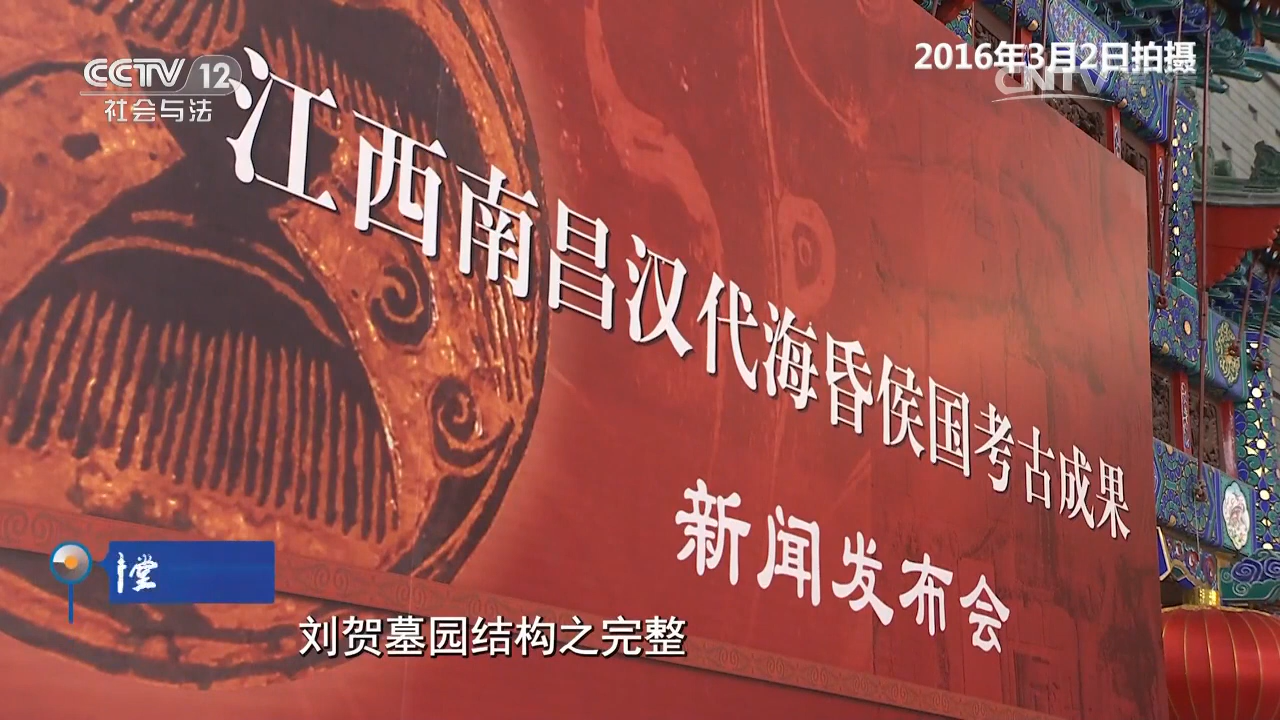 CCTV 12
社会与法
2016年3月2日拍摄
CNTV
江西南昌汉代海昏侯国考古成果
新闻发布会
堂
刘贺墓园结构之完整